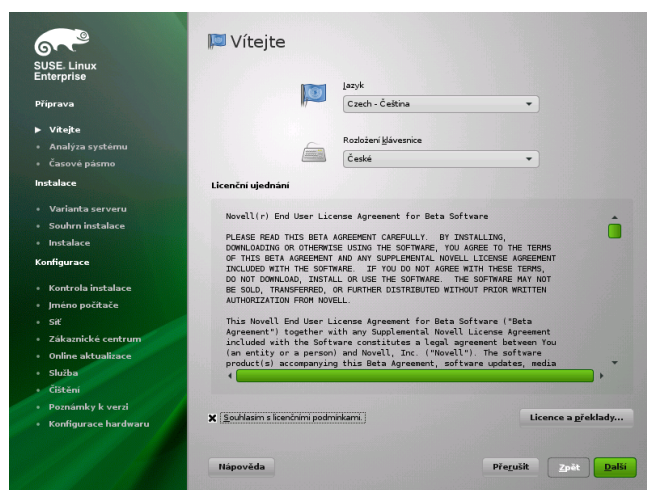 SUSE. Linux
Enterprise
Příprava
Vítejte
Analýza systému
Časové pásmo
Instalace
Varianta serveru
Souhrn instalace
Instalace
Konfigurace
Kontrola instalace
Jméno počítače
Síť
Zákaznické centrum
Online aktualizace
Služba
Čištění
Poznámky k verzi
Konfigurace hardwaru
Vítejte
Jazyk
Czech - Čeština
Rozložení klávesnice
České
Licenční ujednání
Novell(r) End User License Agreement for Beta Software
PLEASE READ THIS BETA AGREEMENT CAREFULLY.  BY INSTALLING,
DOWNLOADING OR OTHERWISE USING THE SOFTWARE, YOU AGREE TO THE TERMS
OF THIS BETA AGREEMENT AND ANY SUPPLEMENTAL NOVELL LICENSE AGREEMENT
INCLUDED WITH THE SOFTWARE.  IF YOU DO NOT AGREE WITH THESE TERMS,
DO NOT DOWNLOAD, INSTALL OR USE THE SOFTWARE.  THE SOFTWARE MAY NOT
BE SOLD, TRANSFERRED, OR FURTHER DISTRIBUTED WITHOUT PRIOR WRITTEN
AUTHORIZATION FROM NOVELL.
This Novell End User License Agreement for Beta Software ("Beta
Agreement") together with any Supplemental Novell License Agreement
included with the Software constitutes a legal agreement between You
(an entity or a person) and Novell, Inc. ("Novell"). The software
product(s) accompanying this Beta Agreement, software updates, media
Souhlasím s licenčními podmínkami.
Licence a překlady...
Nápověda
Přerušit
Zpět
Další